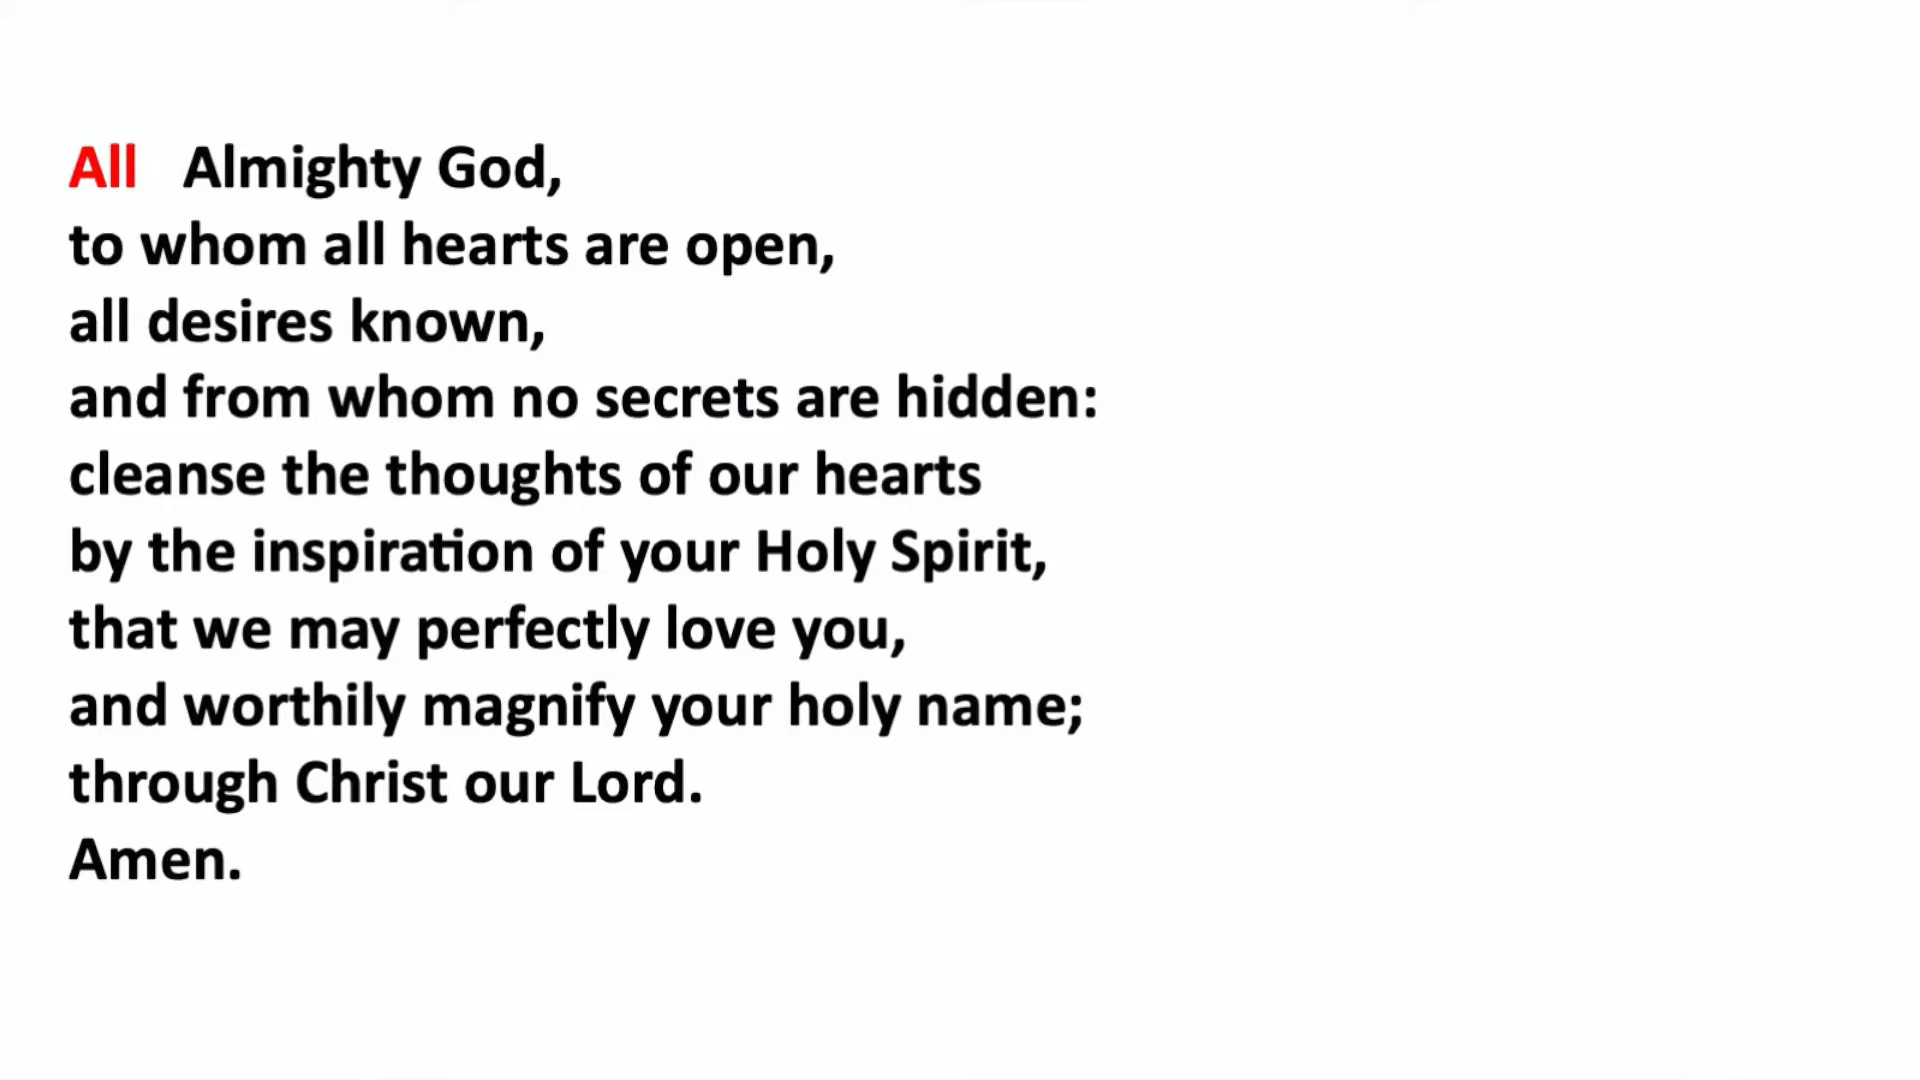 All Almighty God,
to whom all hearts are open,
all desires known,
and from whom no secrets are hidden:
cleanse the thoughts of our hearts
by the inspiration of your Holy Spirit,
that we may perfectly love you,
and worthily magnify your holy name;
through Christ our Lord.
Amen.